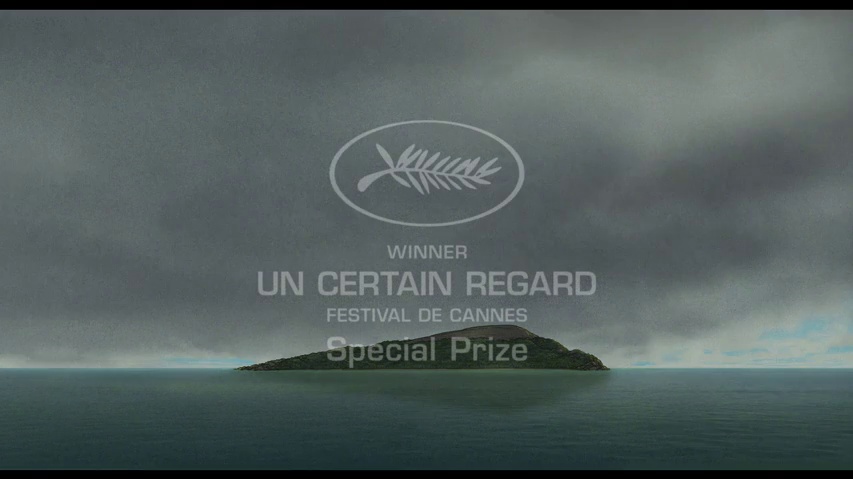 WINNER
UN CERTAIN REGARD
FESTIVAL DE CANNES
Special Prize